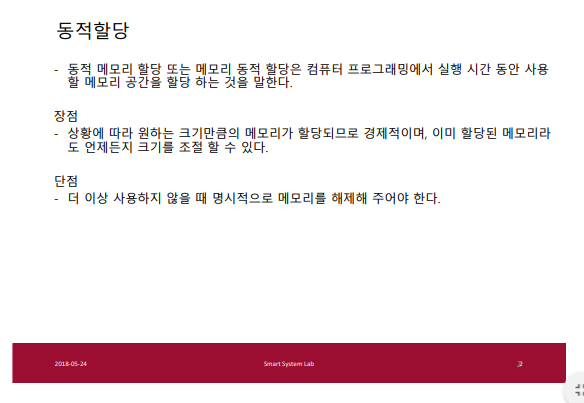 동적할당
- 동적 메모리 할당 또는 메모리 동적 할당은 컴퓨터 프로그래밍에서 실행 시간 동안 사용
할 메모리 공간을 할당 하는 것을 말한다.
장점
- 상황에 따라 원하는 크기만큼의 메모리가 할당되므로 경제적이며, 이미 할당된 메모리라
도 언제든지 크기를 조절 할 수 있다.
단점
- 더 이상 사용하지 않을 때 명시적으로 메모리를 해제해 주어야 한다.
2018-05-24
Smart System Lab